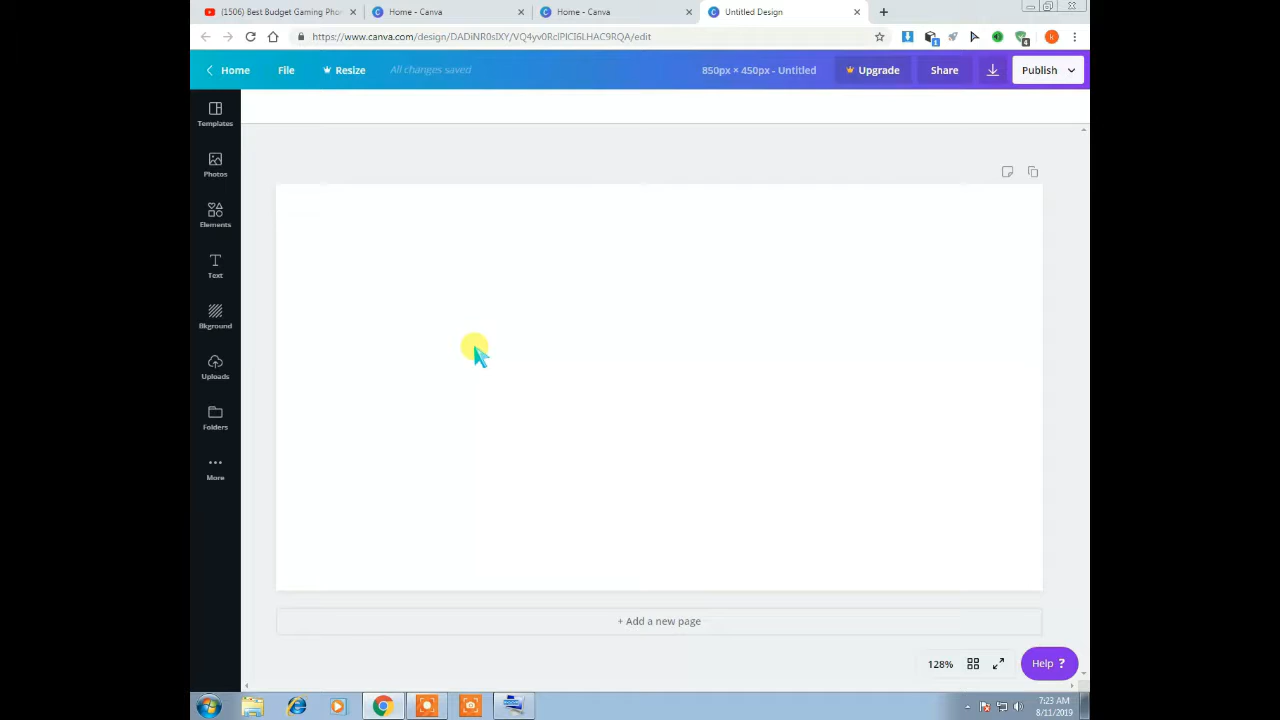 (1506) Best Budget Gaming Pho
Home - Canva
Home - Canva
Untitled Design
https://www.canva.com/design/DADiNR0sIXY/VQ4yv0RclPlCI6LHAC9RQA/edit
Home
File
Resize
All changes saved
850px × 450px - Untitled
Upgrade
Share
Publish
Templates
Photos
Elements
Text
Bkground
Uploads
Folders
More
+ Add a new page
128%
Help ?
7:23 AM
8/11/2019